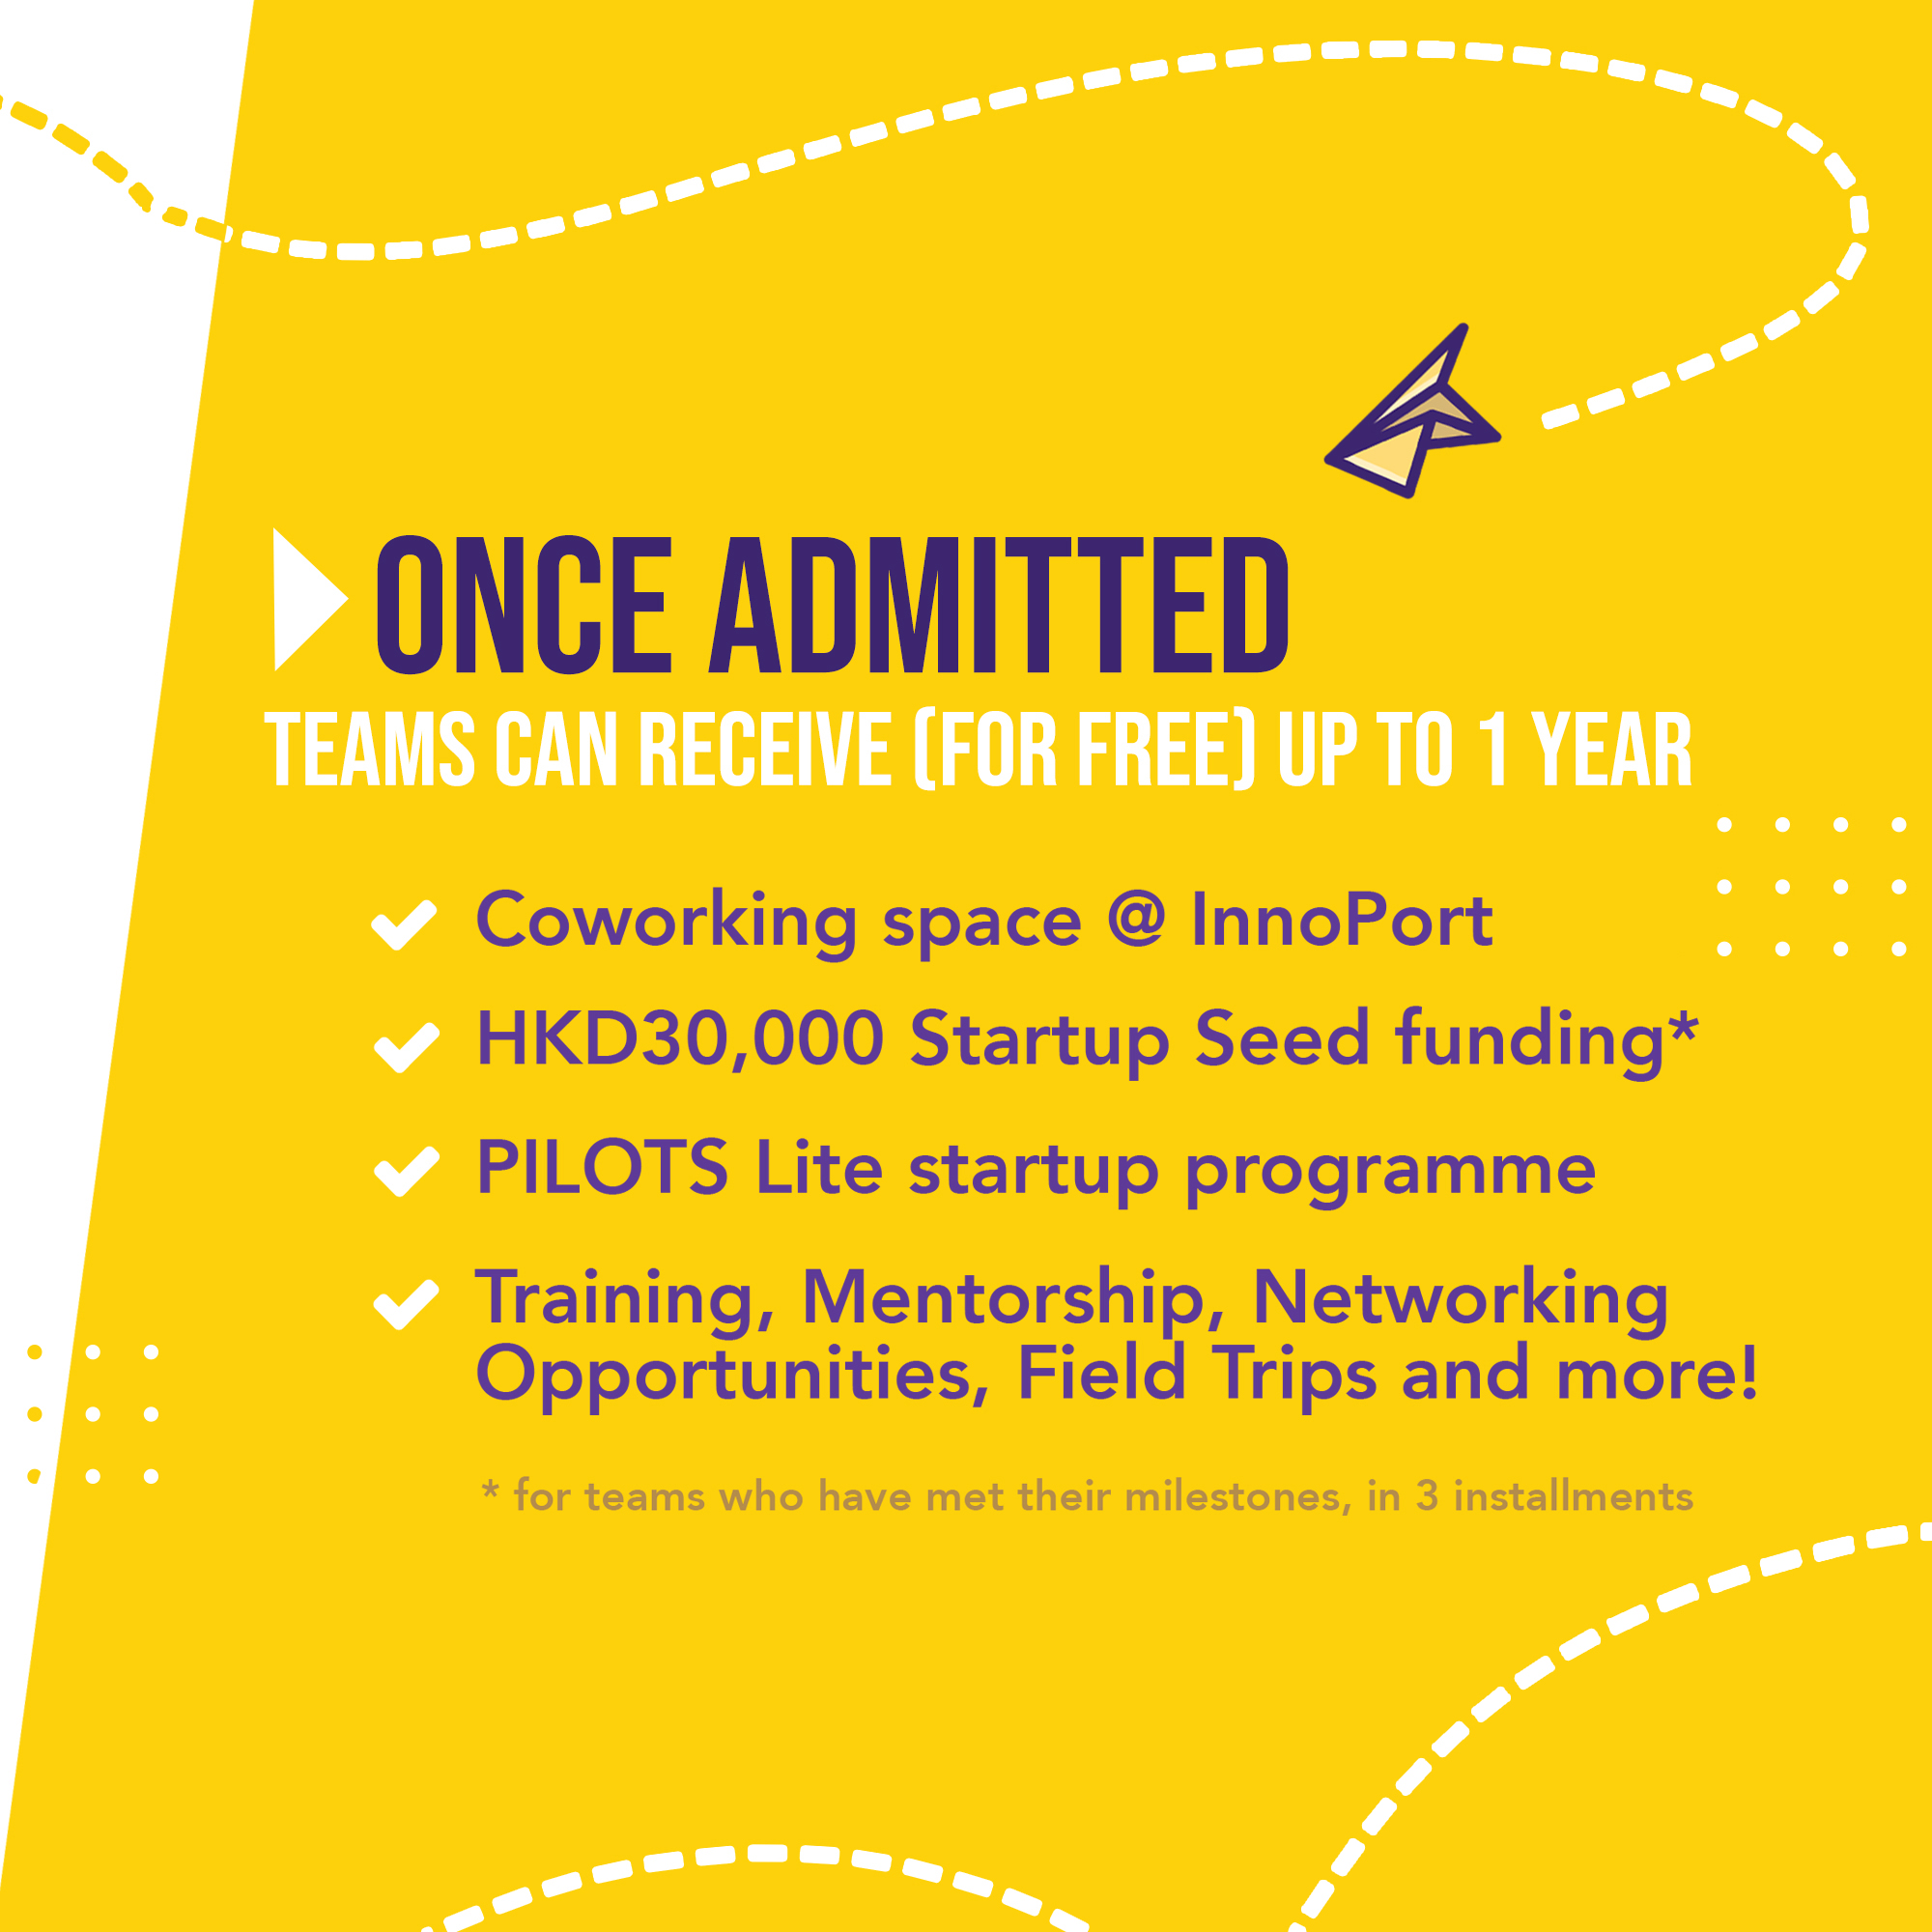 ONCE ADMITTED
TEAMS CAN RECEIVE (FOR FREE) UP TO 1 YEAR
Coworking space @ InnoPort
HKD30,000 Startup Seed funding*
PILOTS Lite startup programme
Training, Mentorship, Networking
Opportunities, Field Trips and more!
* for teams who have met their milestones, in 3 installments